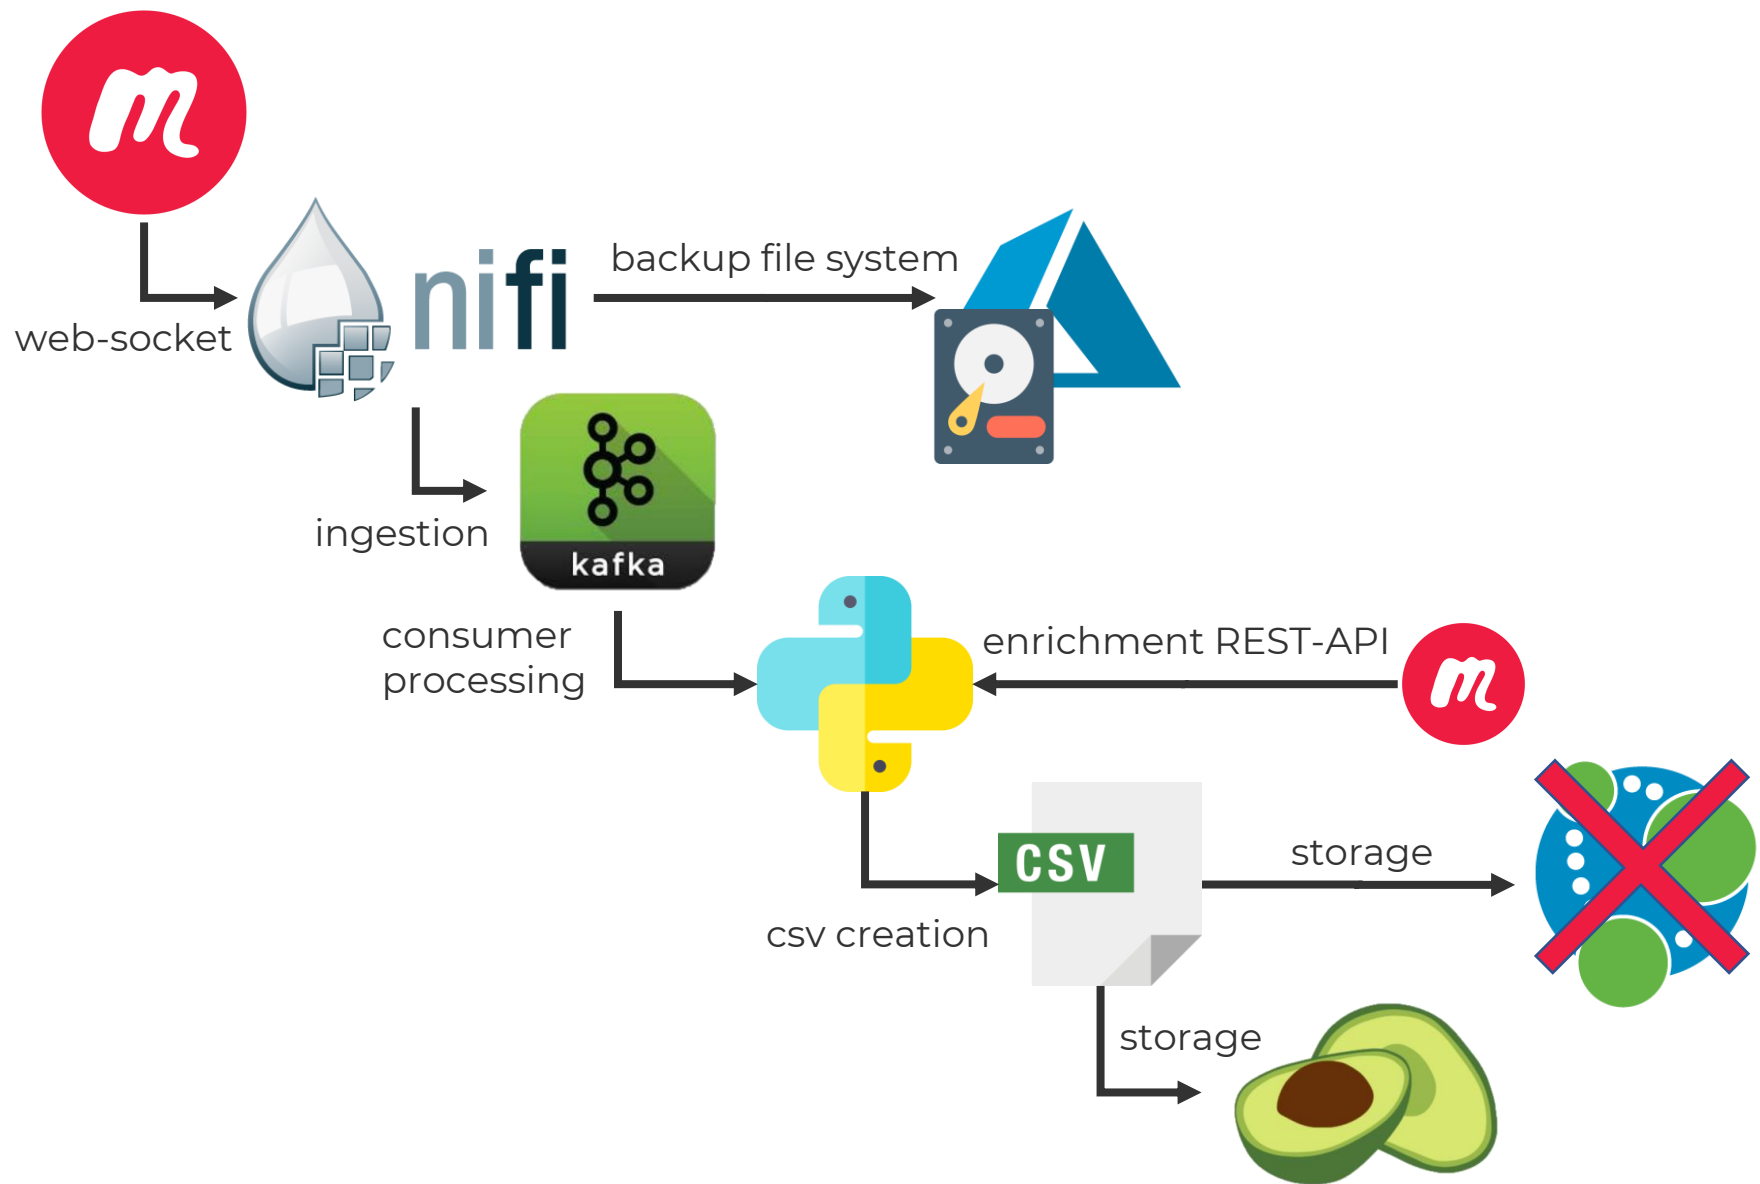 m
web-socket
nifi
backup file system
ingestion
kafka
consumer
processing
enrichment REST-API
m
CSV
csv creation
storage
storage